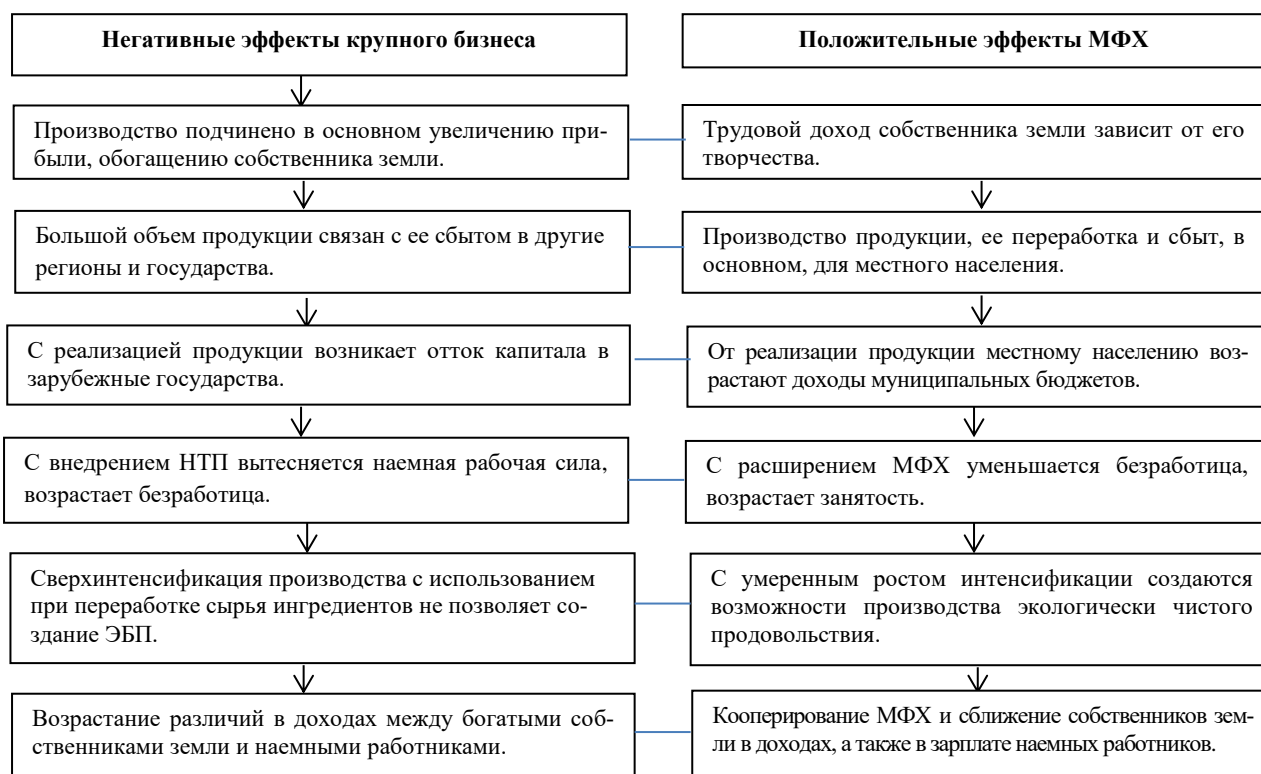 Негативные эффекты крупного бизнеса
Положительные эффекты МФХ
Производство подчинено в основном увеличению при-
были, обогащению собственника земли.
Трудовой доход собственника земли зависит от его
творчества.
Большой объем продукции связан с ее сбытом в другие
регионы и государства.
Производство продукции, ее переработка и сбыт, в
основном, для местного населения.
С реализацией продукции возникает отток капитала в
зарубежные государства.
От реализации продукции местному населению воз-
растают доходы муниципальных бюджетов.
С внедрением НТП вытесняется наемная рабочая сила,
возрастает безработица.
С расширением МФХ уменьшается безработица,
возрастает занятость.
Сверхинтенсификация производства с использованием
при переработке сырья ингредиентов не позволяет со-
здание ЭБП.
С умеренным ростом интенсификации создаются
возможности производства экологически чистого
продовольствия.
Возрастание различий в доходах между богатыми соб-
ственниками земли и наемными работниками.
Кооперирование МФХ и сближение собственников зем-
ли в доходах, а также в зарплате наемных работников.